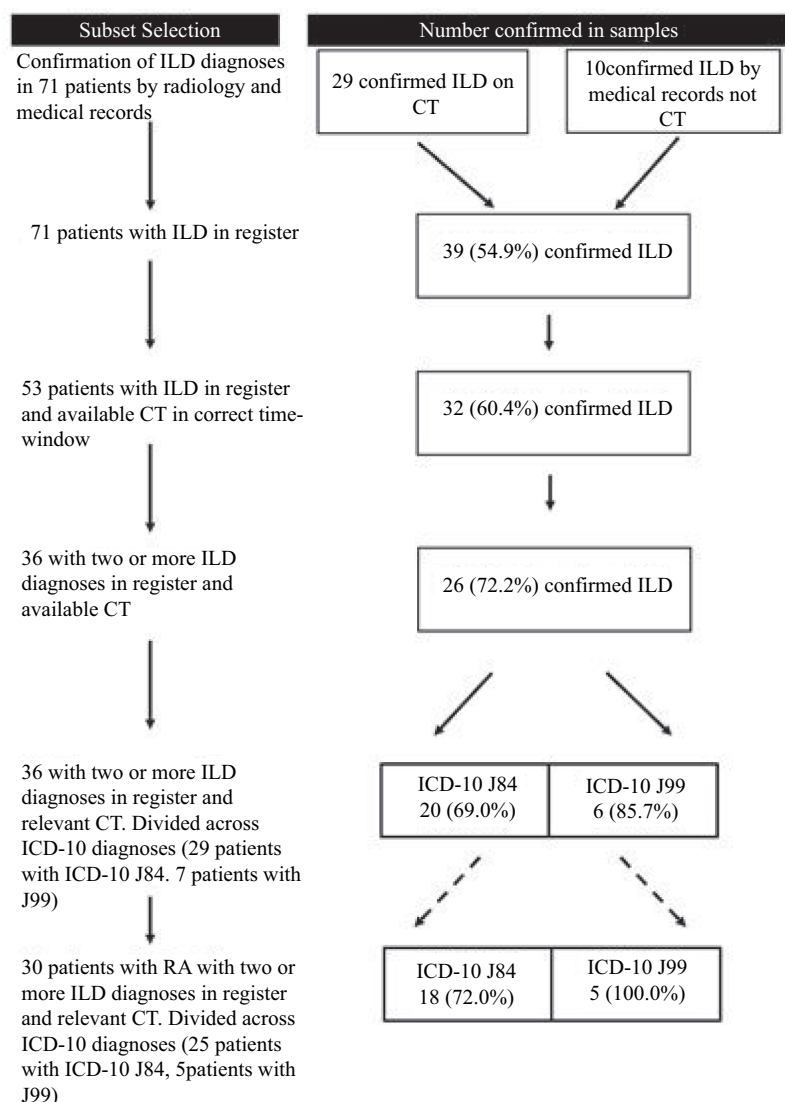 Subset Selection
Confirmation of ILD diagnoses
in 71 patients by radiology and
medical records
71 patients with ILD in register
53 patients with ILD in register
and available CT in correct time-
window
36 with two or more ILD
diagnoses in register and
available CT
36 with two or more ILD
diagnoses in register and
relevant CT. Divided across
ICD-10 diagnoses (29 patients
with ICD-10 J84. 7 patients with
J99)
30 patients with RA with two or
more ILD diagnoses in register
and relevant CT. Divided across
ICD-10 diagnoses (25 patients
with ICD-10 J84, 5patients with
J99)
Number confirmed in samples
29 confirmed ILD on
CT
10confirmed ILD by
medical records not
CT
39 (54.9%) confirmed ILD
32 (60.4%) confirmed ILD
26 (72.2%) confirmed ILD
ICD-10 J84
20 (69.0%)
ICD-10 J99
6 (85.7%)
ICD-10 J84
18 (72.0%)
ICD-10 J99
5 (100.0%)